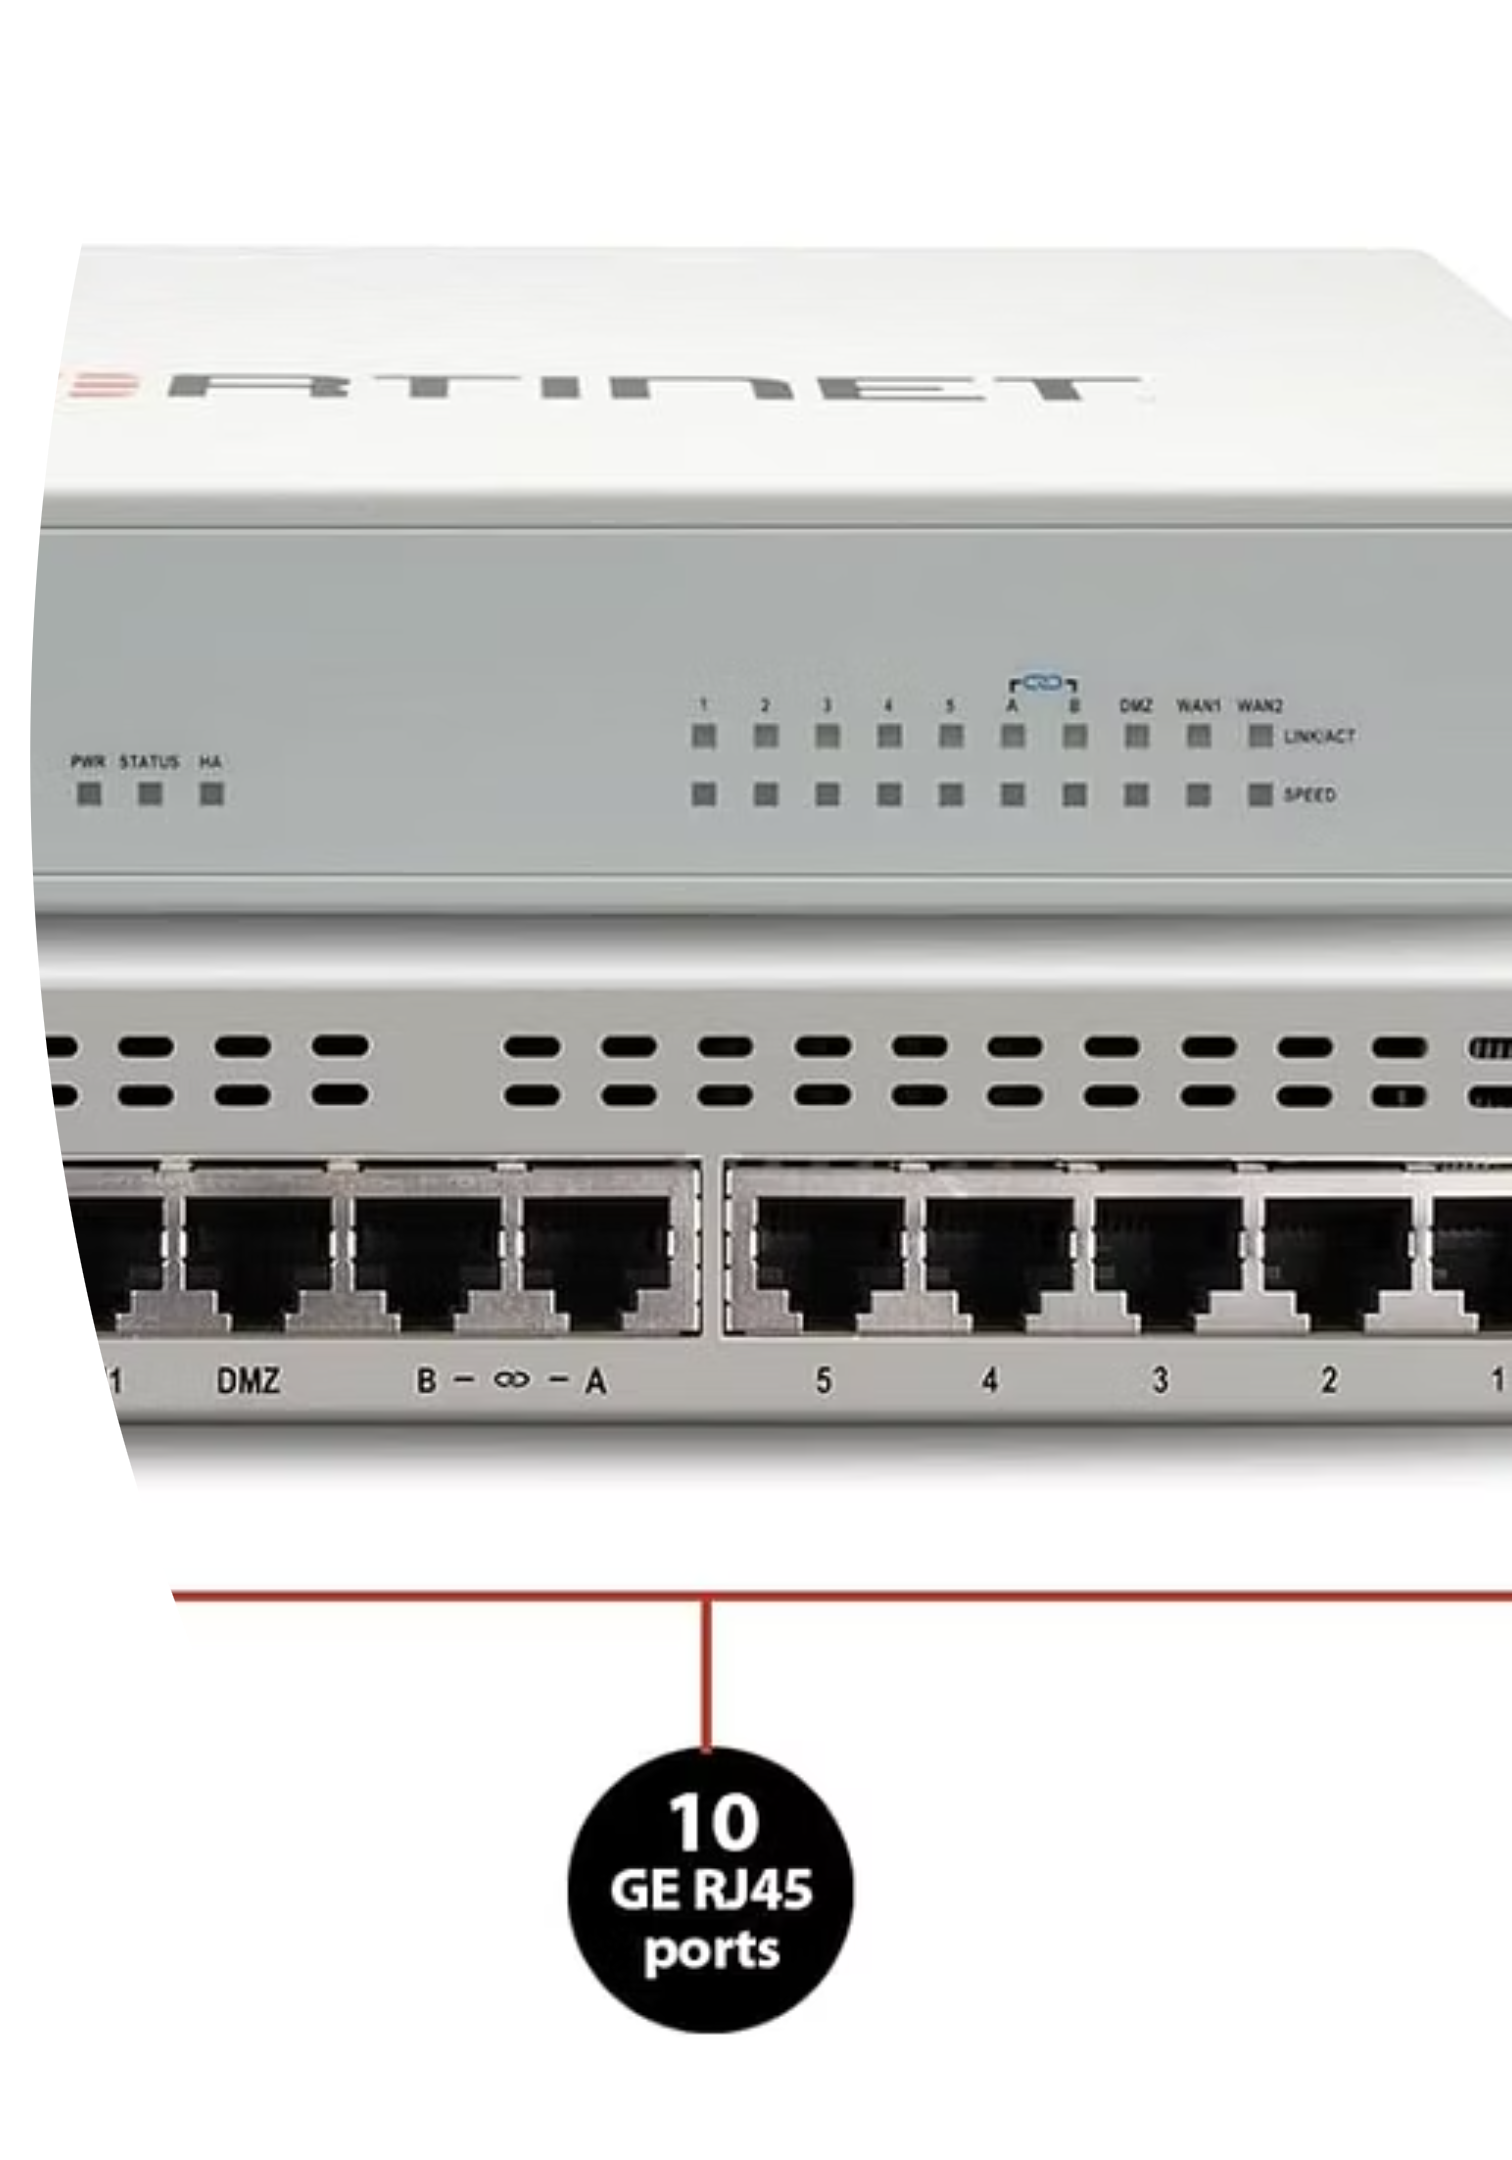 RTINET
1 2 3 4 5 A B DMZ WAN1 WAN2
LINK/ACT
PWR STATUS HA
SPEED
1 DMZ B – – A 5 4 3 2 1
10
GE RJ45
ports